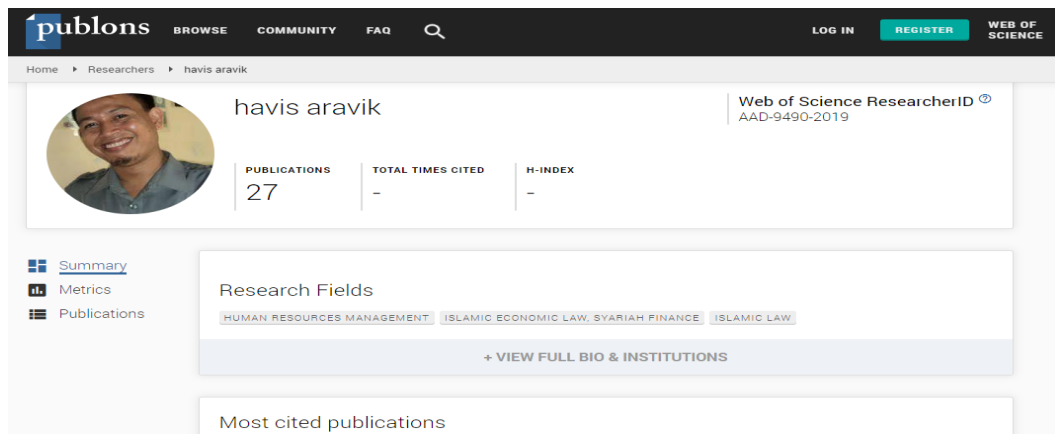 publons BROWSE COMMUNITY FAQ LOG IN REGISTER WEB OF SCIENCE
Home Researchers havis aravik
havis aravik
Web of Science ResearcherID
AAD-9490-2019
PUBLICATIONS TOTAL TIMES CITED H-INDEX
27 - -
Summary
Metrics
Publications
Research Fields
HUMAN RESOURCES MANAGEMENT ISLAMIC ECONOMIC LAW, SYARIAH FINANCE ISLAMIC LAW
+ VIEW FULL BIO & INSTITUTIONS
Most cited publications